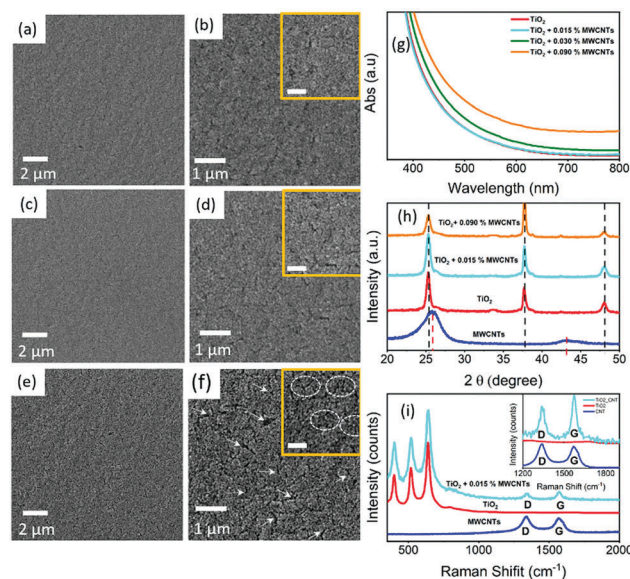 (a)
2 μm
(b)
1 μm
(c)
2 μm
(d)
1 μm
(e)
2 μm
(f)
1 μm
(g)
Abs (a.u)
TiO2
TiO2 + 0.015 % MWCNTs
TiO2 + 0.030 % MWCNTs
TiO2 + 0.090 % MWCNTs
400 500 600 700 800
Wavelength (nm)
(h)
Intensity (a.u.)
TiO2+ 0.090 % MWCNTs
TiO2 + 0.015 % MWCNTs
TiO2
MWCNTs
20 25 30 35 40 45 50
2 θ (degree)
(i)
Intensity (counts)
TiO2 + 0.015 % MWCNTs
D G
TiO2
MWCNTs
D G
500 1000 1500 2000
Raman Shifit (cm-1)
Intensity (counts)
TiO2_CNT
TiO2
CNT
D G
D G
1200 1400 1600 1800
Raman Shift (cm-1)